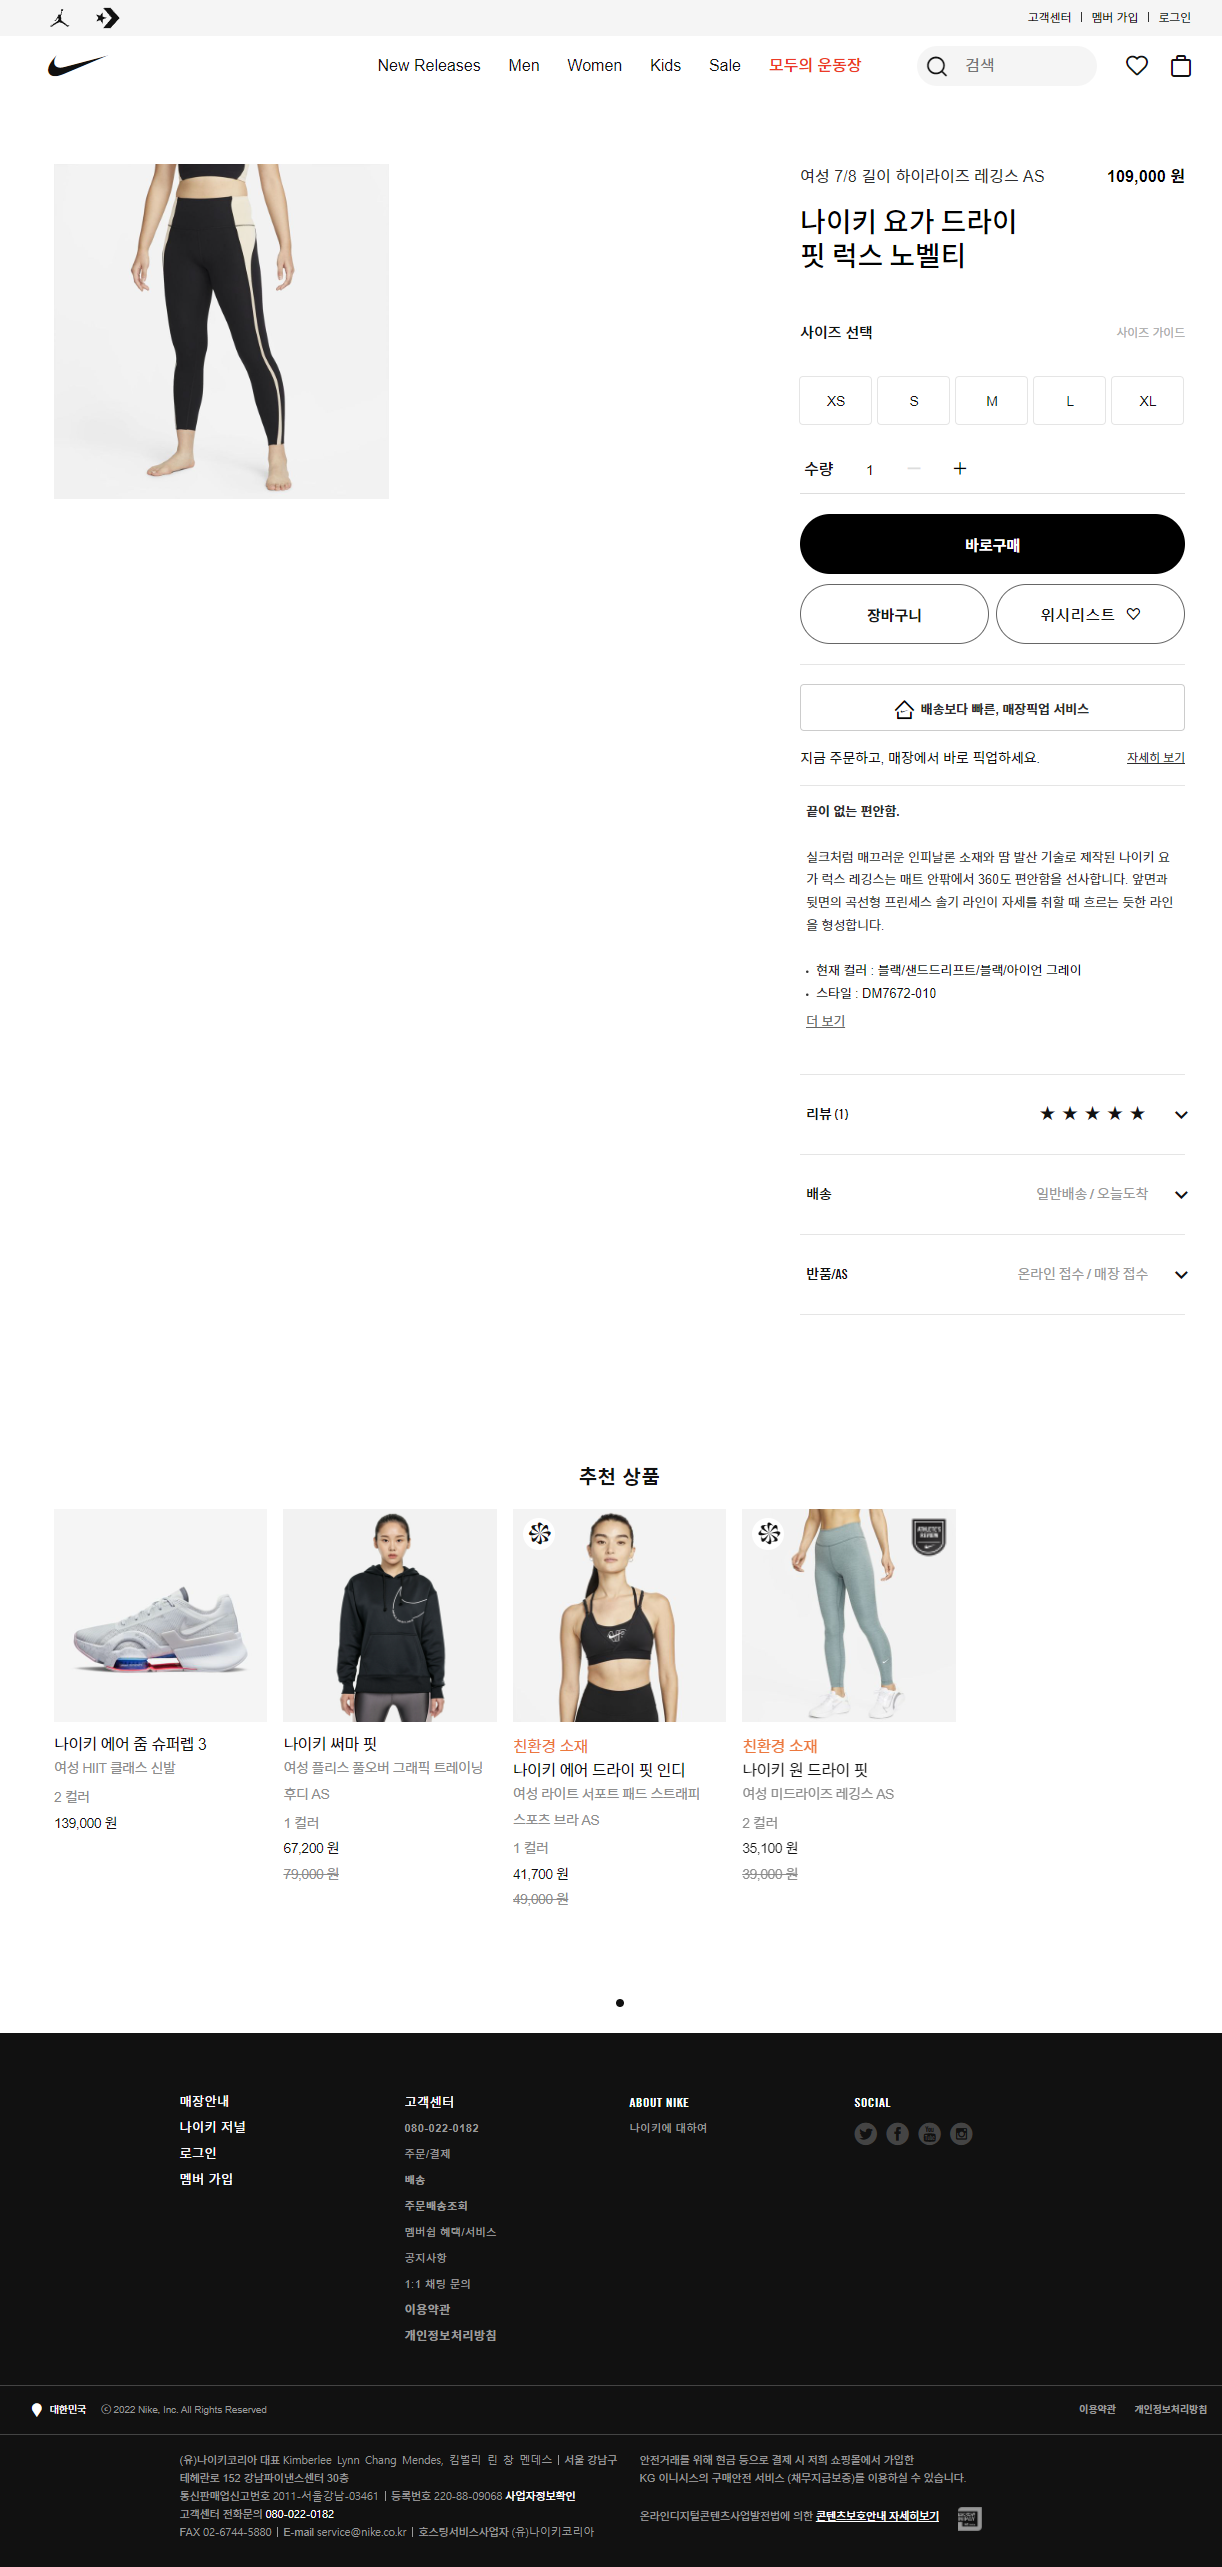 고객센터 | 멤버 가입 | 로그인
New Releases Men Women Kids Sale 모두의 운동장 검색
여성 7/8 길이 하이라이즈 레깅스 AS 109,000 원
나이키 요가 드라이
핏 럭스 노벨티
사이즈 선택 사이즈 가이드
XS S M L XL
수량 1
바로구매
장바구니 위시리스트
배송보다 빠른, 매장픽업 서비스
지금 주문하고, 매장에서 바로 픽업하세요. 자세히 보기
끝이 없는 편안함.
실크처럼 매끄러운 인피날론 소재와 땀 발산 기술로 제작된 나이키 요
가 럭스 레깅스는 매트 안팎에서 360도 편안함을 선사합니다. 앞면과
뒷면의 곡선형 프린세스 솔기 라인이 자세를 취할 때 흐르는 듯한 라인
을 형성합니다.
• 현재 컬러 : 블랙/샌드드리프트/블랙/아이언 그레이
• 스타일 : DM7672-010
더 보기
리뷰 (1) ★ ★ ★ ★ ★
배송 일반배송 / 오늘도착
반품/AS 온라인 접수 / 매장 접수
추천 상품
ATHLETE'S
REVIEW
나이키 에어 줌 슈퍼렙 3
여성 HIIT 클래스 신발
2 컬러
139,000 원
나이키 써마 핏
여성 플리스 풀오버 그래픽 트레이닝
후디 AS
1 컬러
67,200 원
79,000 원
친환경 소재
나이키 에어 드라이 핏 인디
여성 라이트 서포트 패드 스트래피
스포츠 브라 AS
1 컬러
41,700 원
49,000 원
친환경 소재
나이키 원 드라이 핏
여성 미드라이즈 레깅스 AS
2 컬러
35,100 원
39,000 원
매장안내
나이키 저널
로그인
멤버 가입
고객센터
080-022-0182
주문/결제
배송
주문배송조회
멤버쉽 혜택/서비스
공지사항
1:1 채팅 문의
이용약관
개인정보처리방침
ABOUT NIKE
나이키에 대하여
SOCIAL
대한민국 ⓒ 2022 Nike, Inc. All Rights Reserved 이용약관 개인정보처리방침
(유)나이키코리아 대표 Kimberlee Lynn Chang Mendes, 킴벌리 린 창 멘데스 | 서울 강남구
테헤란로 152 강남파이낸스센터 30층
통신판매업신고번호 2011-서울강남-03461 | 등록번호 220-88-09068 사업자정보확인
고객센터 전화문의 080-022-0182
FAX 02-6744-5880 | E-mail service@nike.co.kr | 호스팅서비스사업자 (유)나이키코리아
안전거래를 위해 현금 등으로 결제 시 저희 쇼핑몰에서 가입한
KG 이니시스의 구매안전 서비스 (채무지급보증)를 이용하실 수 있습니다.
온라인디지털콘텐츠사업발전법에 의한 콘텐츠보호안내 자세히보기